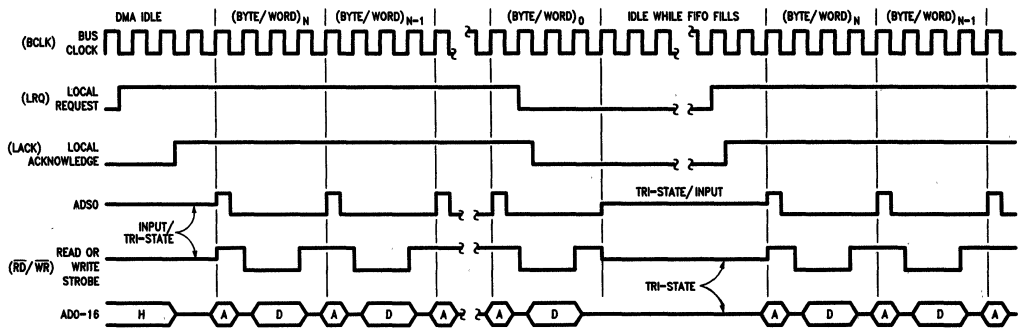 DMA IDLE (BYTE/WORD)N (BYTE/WORD)N-1 (BYTE/WORD)0 IDLE WHILE FIFO FILLS (BYTE/WORD)N (BYTE/WORD)N-1
(BCLK) BUS CLOCK
(LRQ) LOCAL REQUEST
(LACK) LOCAL ACKNOWLEDGE
ADS0
TRI-STATE/INPUT
INPUT/
TRI-STATE
(RD/WR) READ OR WRITE STROBE
TRI-STATE
AD0-16 H A D A D A A D A D A D A